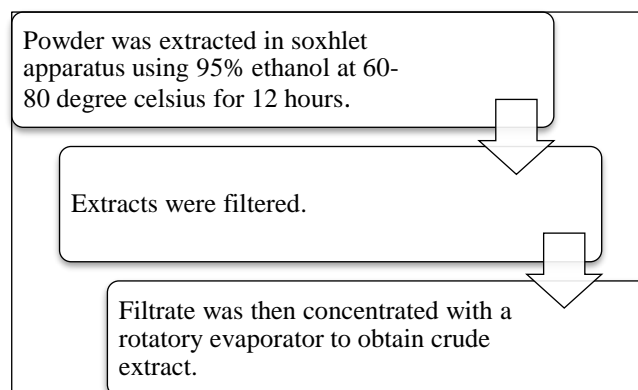 Powder was extracted in soxhlet
apparatus using 95% ethanol at 60-
80 degree celsius for 12 hours.
Extracts were filtered.
Filtrate was then concentrated with a
rotatory evaporator to obtain crude
extract.